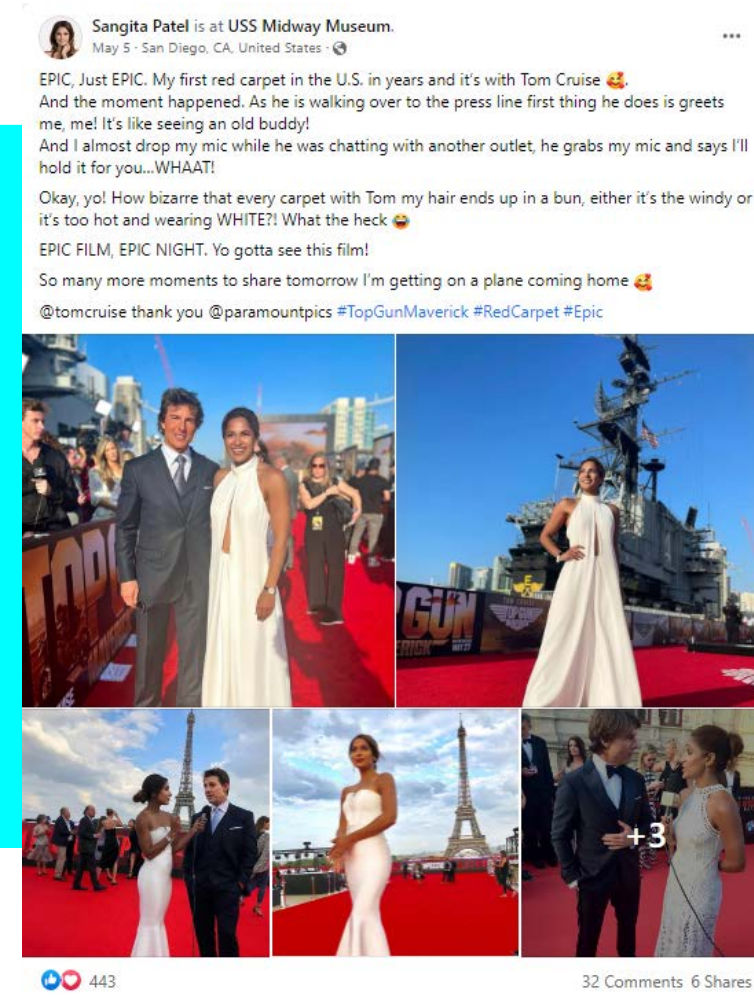 Sangita Patel is at USS Midway Museum.
May 5 · San Diego, CA, United States ·
EPIC, Just EPIC. My first red carpet in the U.S. in years and it's with Tom Cruise 🥰.
And the moment happened. As he is walking over to the press line first thing he does is greets
me, me! It's like seeing an old buddy!
And I almost drop my mic while he was chatting with another outlet, he grabs my mic and says I'll
hold it for you...WHAAT!
Okay, yo! How bizarre that every carpet with Tom my hair ends up in a bun, either it's the windy or
it's too hot and wearing WHITE?! What the heck 😂
EPIC FILM, EPIC NIGHT. Yo gotta see this film!
So many more moments to share tomorrow I'm getting on a plane coming home 🥰
@tomcruise thank you @paramountpics #TopGunMaverick #RedCarpet #Epic
TOP
GUN
ERICK
MAY 27
TOM CRUISE
TOP GUN
+3
443
32 Comments 6 Shares